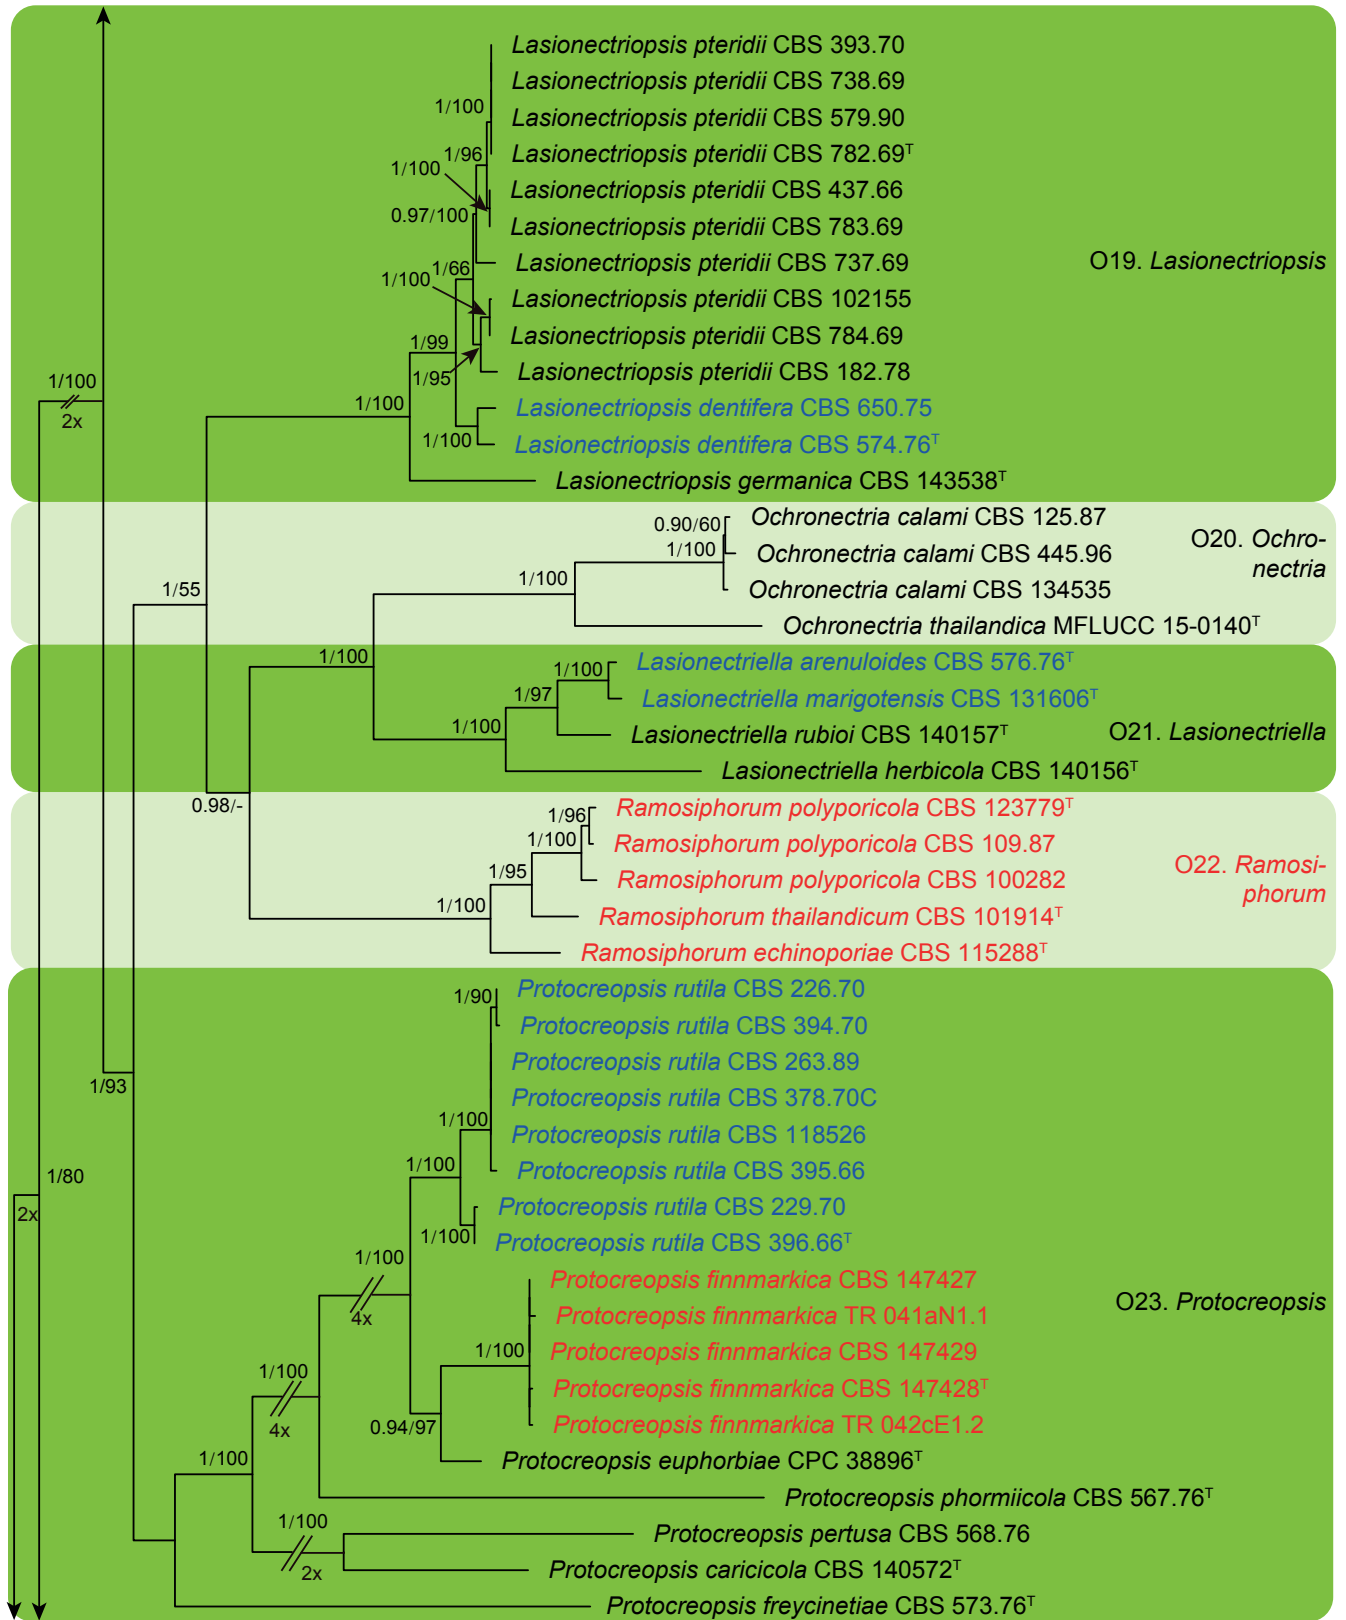 Lasionectriopsis pteridii CBS 393.70
Lasionectriopsis pteridii CBS 738.69
1/100
Lasionectriopsis pteridii CBS 579.90
1/96
Lasionectriopsis pteridii CBS 782.69ᵀ
1/100
Lasionectriopsis pteridii CBS 437.66
0.97/100
Lasionectriopsis pteridii CBS 783.69
Lasionectriopsis pteridii CBS 737.69
O19. Lasionectriopsis
1/66
1/100
Lasionectriopsis pteridii CBS 102155
Lasionectriopsis pteridii CBS 784.69
1/99
Lasionectriopsis pteridii CBS 182.78
1/95
1/100
2x
1/100
Lasionectriopsis dentifera CBS 650.75
1/100
Lasionectriopsis dentifera CBS 574.76ᵀ
Lasionectriopsis germanica CBS 143538ᵀ
0.90/60
Ochronectria calami CBS 125.87
1/100
Ochronectria calami CBS 445.96
O20. Ochro-
nectria
1/100
Ochronectria calami CBS 134535
1/55
Ochronectria thailandica MFLUCC 15-0140ᵀ
1/100
1/100
Lasionectriella arenuloides CBS 576.76ᵀ
1/97
Lasionectriella marigotensis CBS 131606ᵀ
1/100
Lasionectriella rubioi CBS 140157ᵀ
O21. Lasionectriella
Lasionectriella herbicola CBS 140156ᵀ
0.98/-
1/96
Ramosiphorum polyporicola CBS 123779ᵀ
1/100
Ramosiphorum polyporicola CBS 109.87
1/95
Ramosiphorum polyporicola CBS 100282
O22. Ramosi-
phorum
1/100
Ramosiphorum thailandicum CBS 101914ᵀ
Ramosiphorum echinoporiae CBS 115288ᵀ
1/90
Protocreopsis rutila CBS 226.70
Protocreopsis rutila CBS 394.70
Protocreopsis rutila CBS 263.89
1/93
Protocreopsis rutila CBS 378.70C
1/100
Protocreopsis rutila CBS 118526
1/100
Protocreopsis rutila CBS 395.66
1/80
2x
Protocreopsis rutila CBS 229.70
1/100
Protocreopsis rutila CBS 396.66ᵀ
1/100
4x
Protocreopsis finnmarkica CBS 147427
Protocreopsis finnmarkica TR 041aN1.1
O23. Protocreopsis
1/100
Protocreopsis finnmarkica CBS 147429
1/100
4x
Protocreopsis finnmarkica CBS 147428ᵀ
0.94/97
Protocreopsis finnmarkica TR 042cE1.2
1/100
Protocreopsis euphorbiae CPC 38896ᵀ
Protocreopsis phormiicola CBS 567.76ᵀ
1/100
2x
Protocreopsis pertusa CBS 568.76
Protocreopsis caricicola CBS 140572ᵀ
Protocreopsis freycinetiae CBS 573.76ᵀ